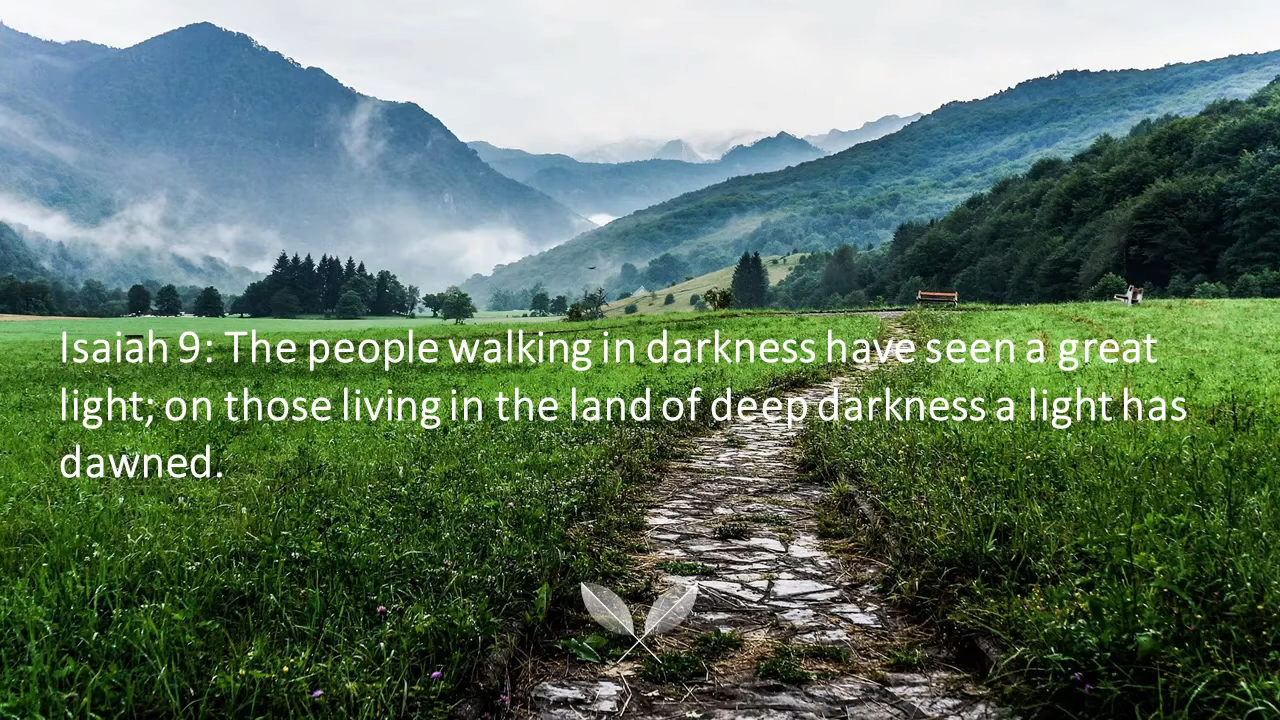 Isaiah 9: The people walking in darkness have seen a great
light; on those living in the land of deep darkness a light has
dawned.